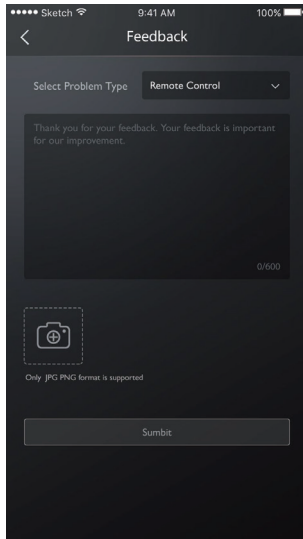 Sketch 9:41 AM 100%
Feedback
Select Problem Type Remote Control
Thank you for your feedback. Your feedback is important
for our improvement.
0/600
Only JPG PNG format is supported
Sumbit